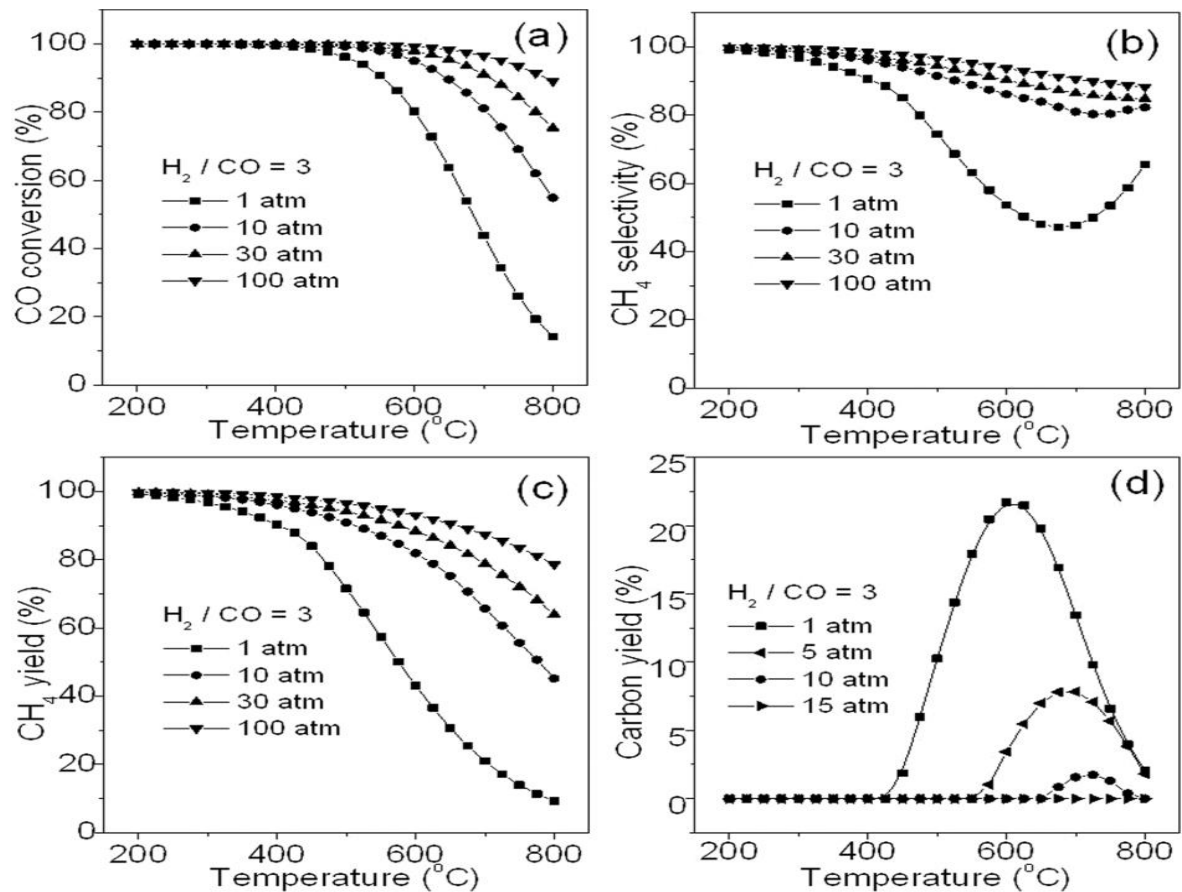 (a)
CO conversion (%)
100
80
60
40
20
0
H₂ / CO = 3
1 atm
10 atm
30 atm
100 atm
200 400 600 800
Temperature (°C)
(b)
CH₄ selectivity (%)
100
80
60
40
20
0
H₂ / CO = 3
1 atm
10 atm
30 atm
100 atm
200 400 600 800
Temperature (°C)
(c)
CH₄ yield (%)
100
80
60
40
20
0
H₂ / CO = 3
1 atm
10 atm
30 atm
100 atm
200 400 600 800
Temperature (°C)
(d)
Carbon yield (%)
25
20
15
10
5
0
H₂ / CO = 3
1 atm
5 atm
10 atm
15 atm
200 400 600 800
Temperature (°C)